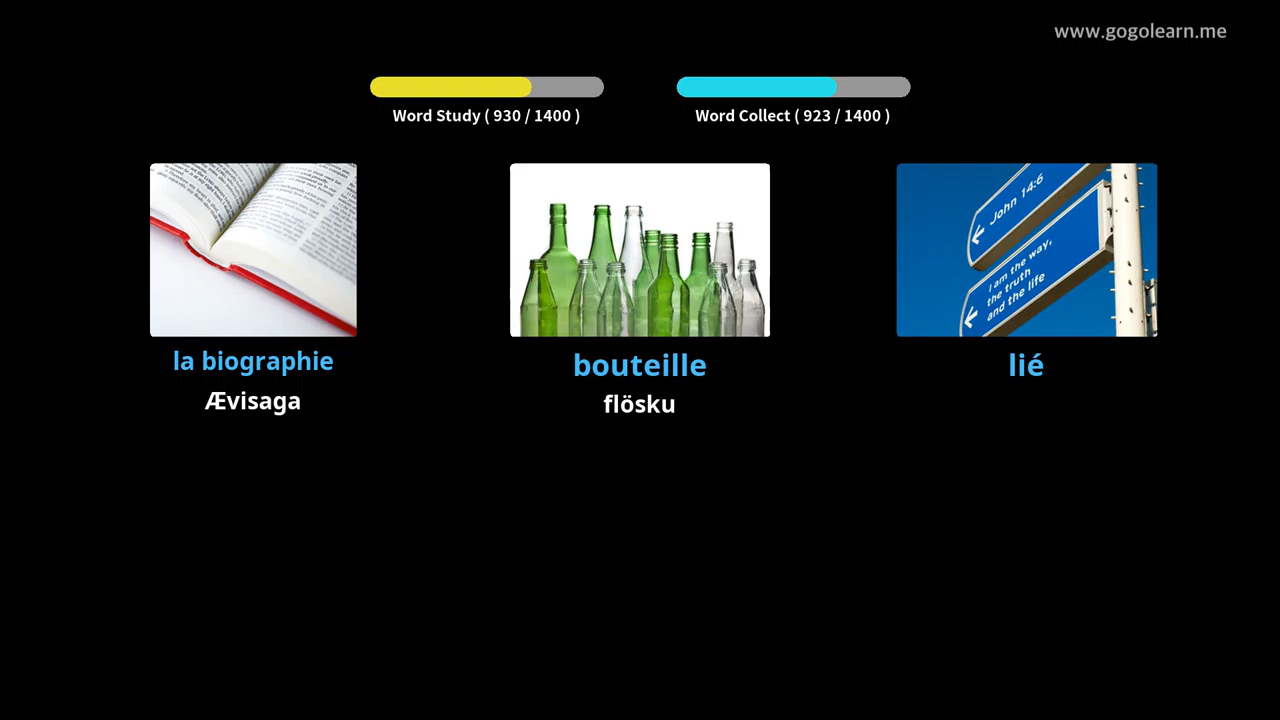 www.gogolearn.me
Word Study ( 930 / 1400 )
Word Collect ( 923 / 1400 )
John 14:6
I am the way,
the truth
and the life
la biographie
Ævisaga
bouteille
flösku
lié